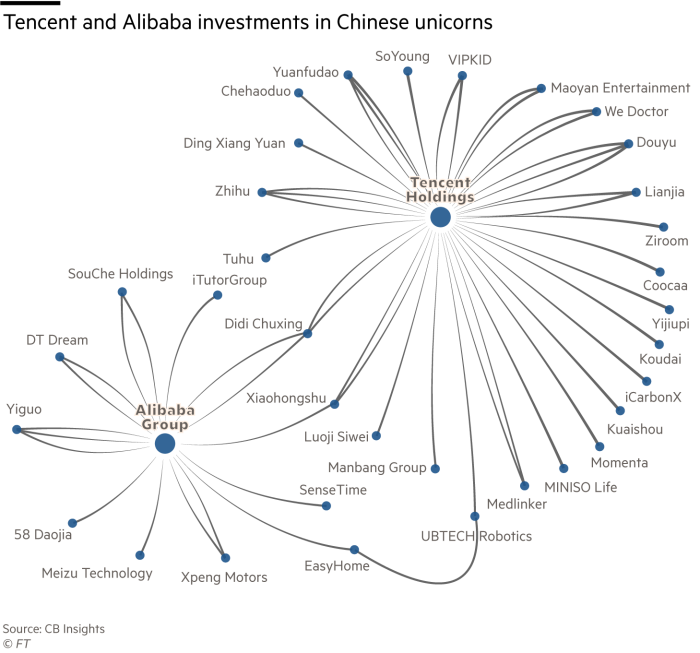 Tencent and Alibaba investments in Chinese unicorns
SoYoung
VIPKID
Yuanfudao
Chehaoduo
Maoyan Entertainment
We Doctor
Ding Xiang Yuan
Douyu
Tencent
Holdings
Zhihu
Lianjia
Ziroom
Tuhu
SouChe Holdings
iTutorGroup
Coocaa
Didi Chuxing
Yijiupi
DT Dream
Koudai
Xiaohongshu
iCarbonX
Yiguo
Alibaba
Group
Kuaishou
Luoji Siwei
Momenta
Manbang Group
MINISO Life
SenseTime
Medlinker
58 Daojia
UBTECH Robotics
EasyHome
Meizu Technology
Xpeng Motors
Source: CB Insights
© FT